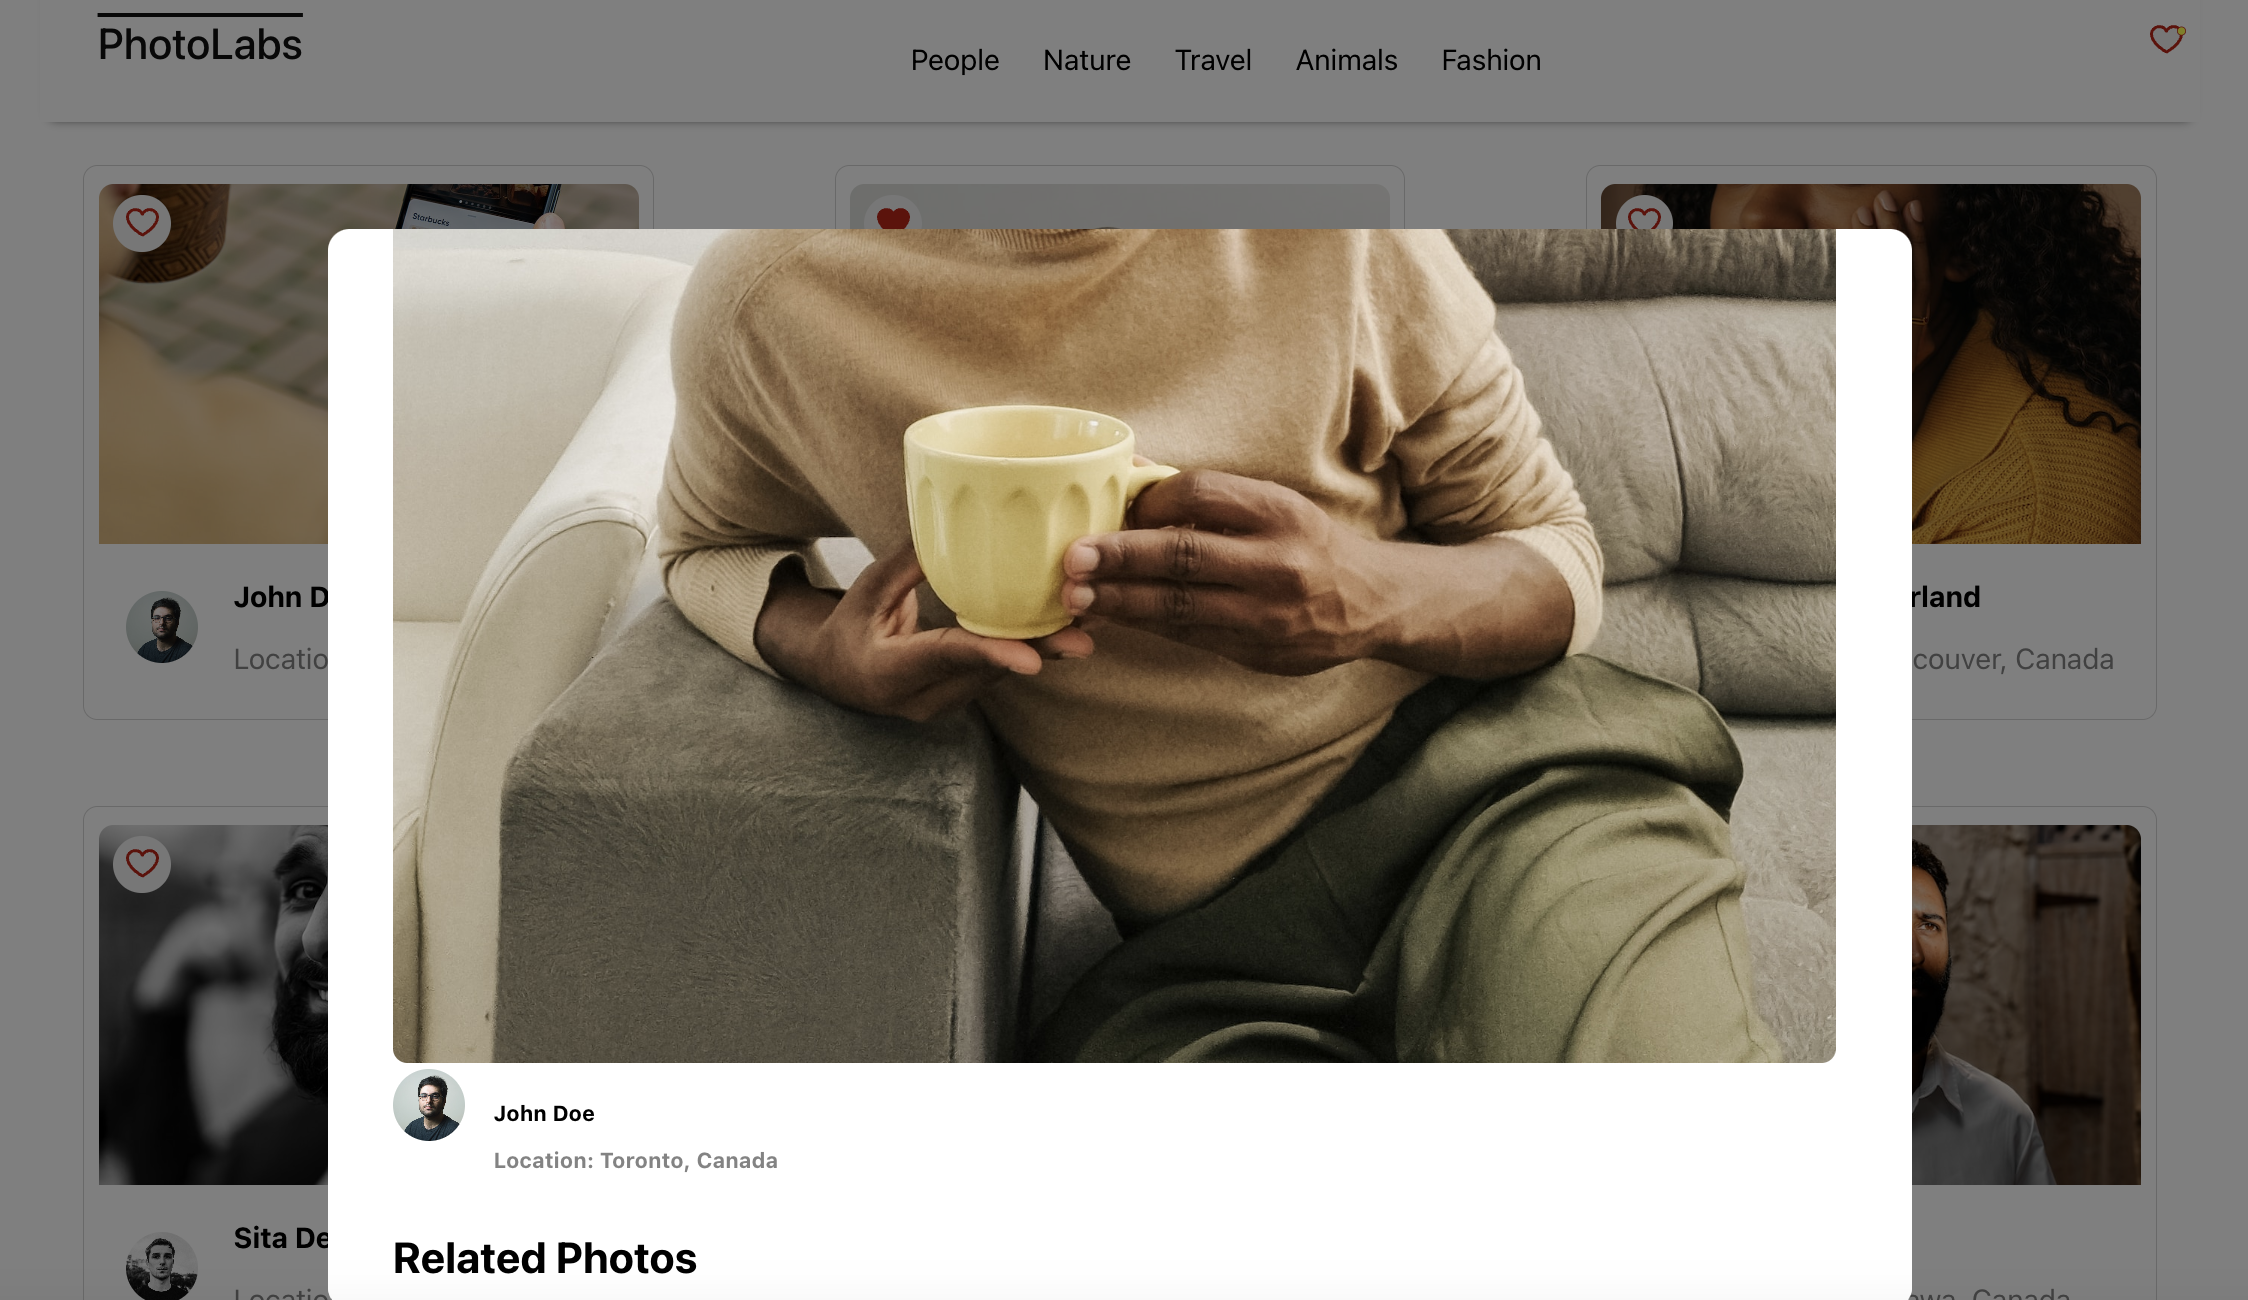 PhotoLabs
People Nature Travel Animals Fashion
Starbucks
John D
Locatio
rland
couver, Canada
John Doe
Location: Toronto, Canada
Sita De
Related Photos
Locatio
awa, Canada